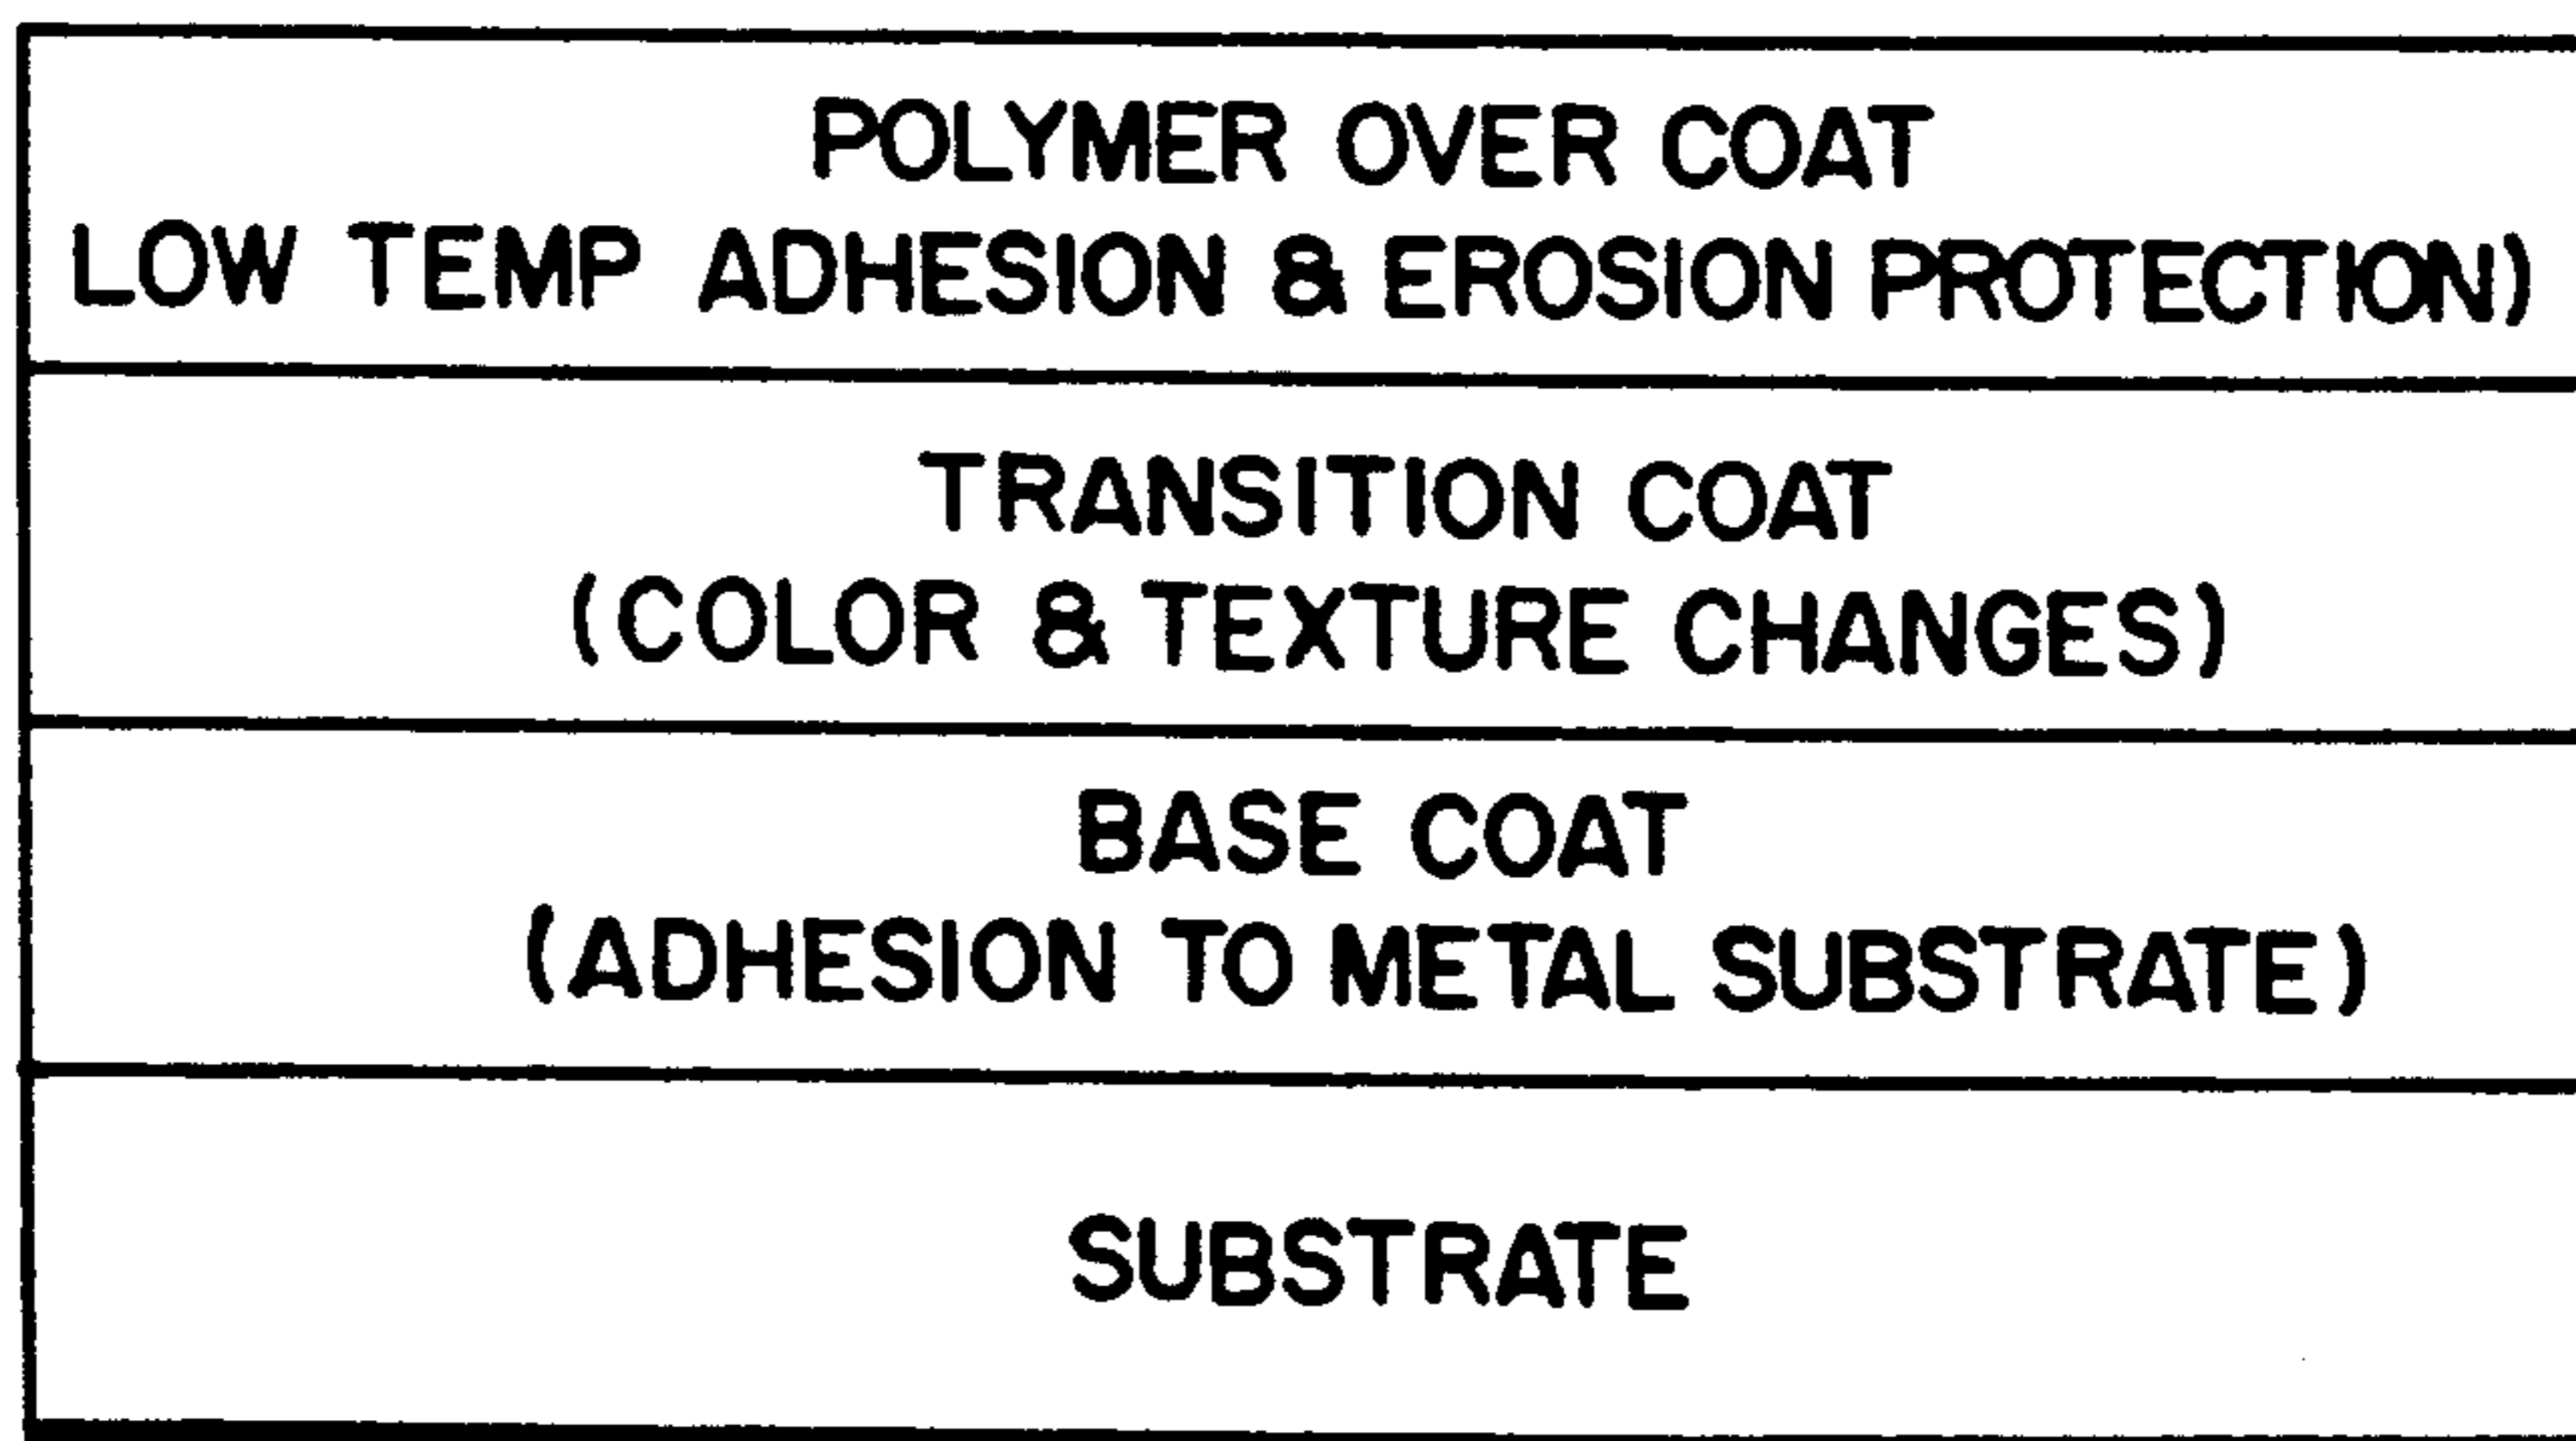 POLYMER OVER COAT
LOW TEMP ADHESION & EROSION PROTECTION)
TRANSITION COAT
(COLOR & TEXTURE CHANGES)
BASE COAT
(ADHESION TO METAL SUBSTRATE)
SUBSTRATE